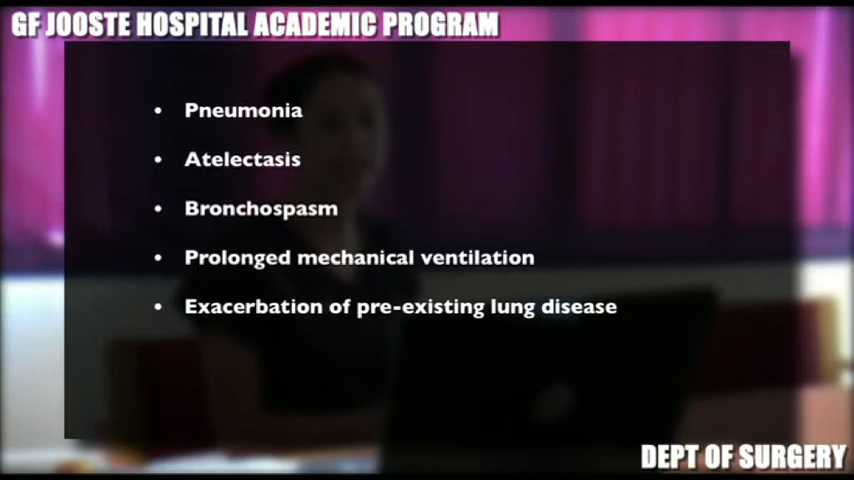 GF JOOSTE HOSPITAL ACADEMIC PROGRAM
• Pneumonia
• Atelectasis
• Bronchospasm
• Prolonged mechanical ventilation
• Exacerbation of pre-existing lung disease
DEPT OF SURGERY